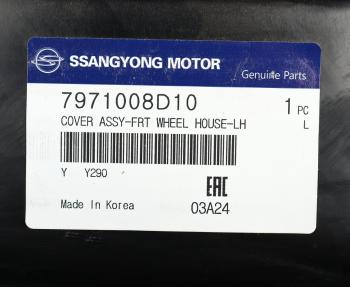 SSANGYONG MOTOR
Genuine Parts
7971008D10 1 PC
COVER ASSY-FRT WHEEL HOUSE-LH L
Y Y290
EAC
Made In Korea 03A24